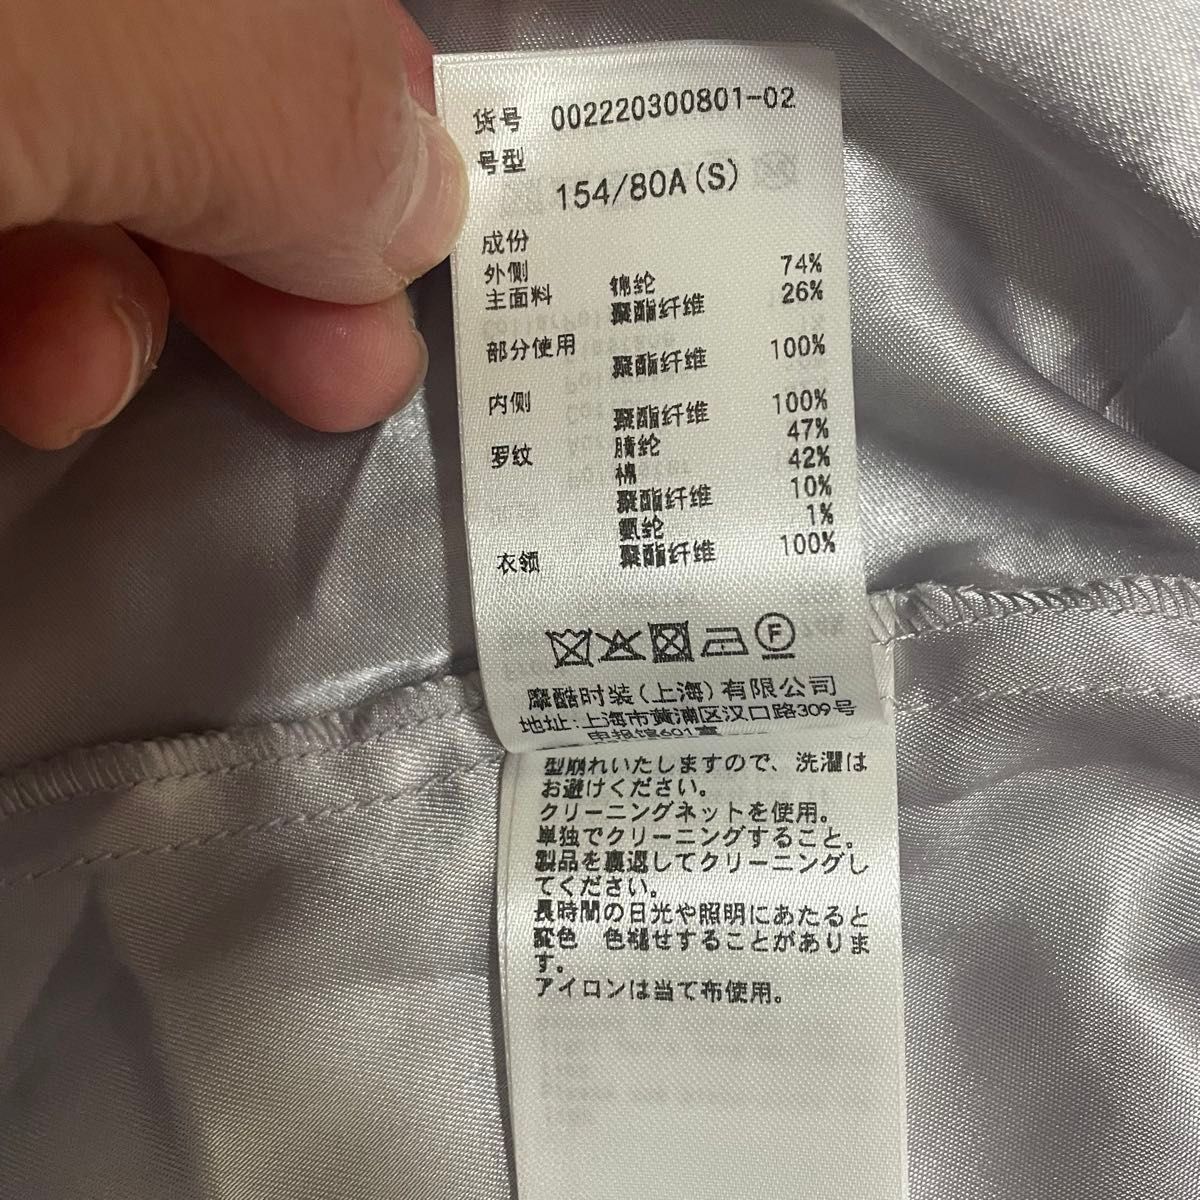 货号 002220300801-02
号型
154/80A(S)
成份
外侧
主面料 锦纶 74%
聚酯纤维 26%
部分使用 聚酯纤维 100%
内侧 聚酯纤维 100%
罗纹 腈纶 47%
棉 42%
聚酯纤维 10%
氨纶 1%
衣领 聚酯纤维 100%
F
摩酷时装(上海)有限公司
地址:上海市黄浦区汉口路309号
申报馆601室
型崩れいたしますので、洗濯は
お避けください。
クリーニングネットを使用。
単独でクリーニングすること。
製品を裏返してクリーニングし
てください。
長時間の日光や照明にあたると
変色 色褪せすることがありま
す。
アイロンは当て布使用。